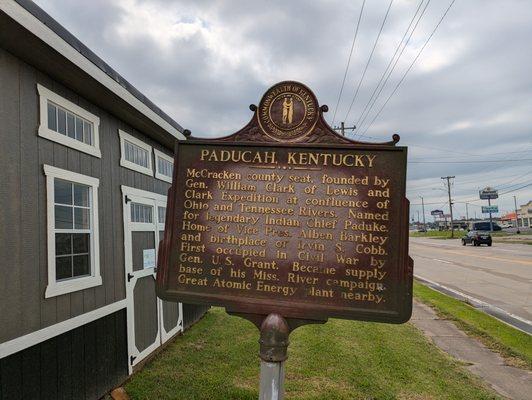 COMMONWEALTH OF KENTUCKY
PADUCAH, KENTUCKY
McCracken county seat, founded by
Gen. William Clark of Lewis and
Clark Expedition at confluence of
Ohio and Tennessee Rivers. Named
for legendary Indian Chief Paduke.
Home of Vice Pres. Alben Barkley
and birthplace of Irvin S. Cobb.
First occupied in Civil War by
Gen. U.S. Grant. Became supply
base of his Miss. River campaign.
Great Atomic Energy plant nearby.